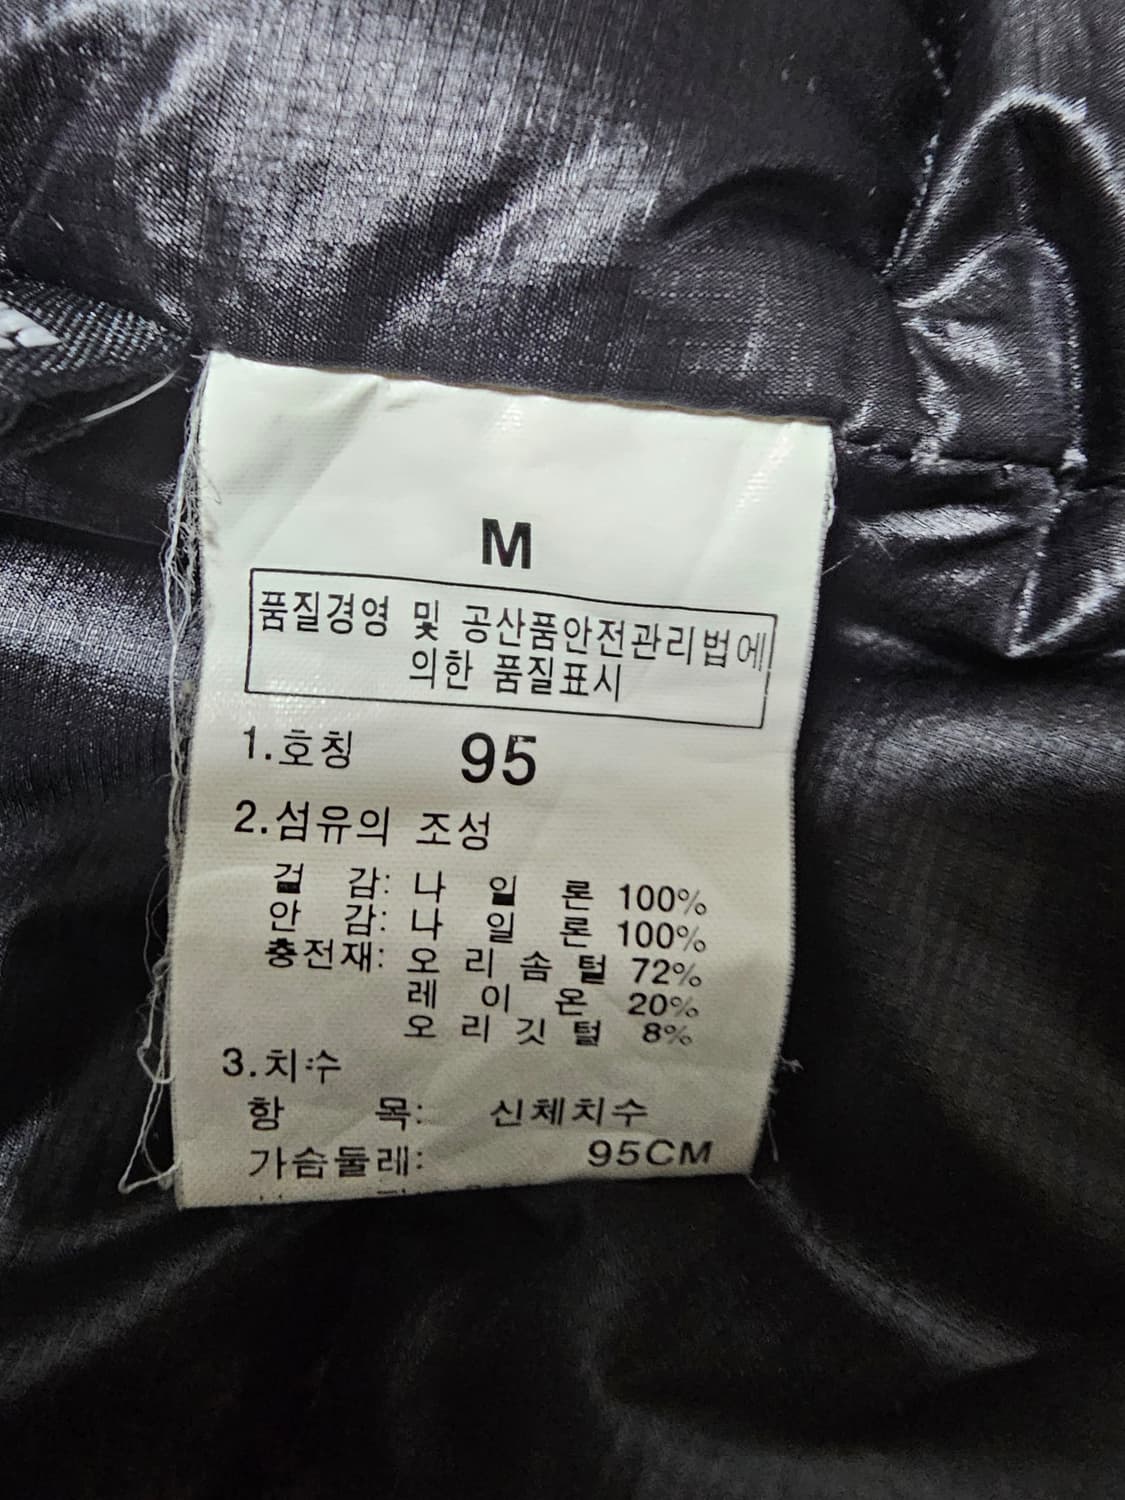 M
품질경영 및 공산품안전관리법에
의한 품질표시
1.호칭 95
2.섬유의 조성
겉 감: 나 일 론 100%
안 감: 나 일 론 100%
충전재: 오 리 솜 털 72%
레 이 온 20%
오 리 깃 털 8%
3.치수
항 목: 신체치수
가슴둘레: 95CM